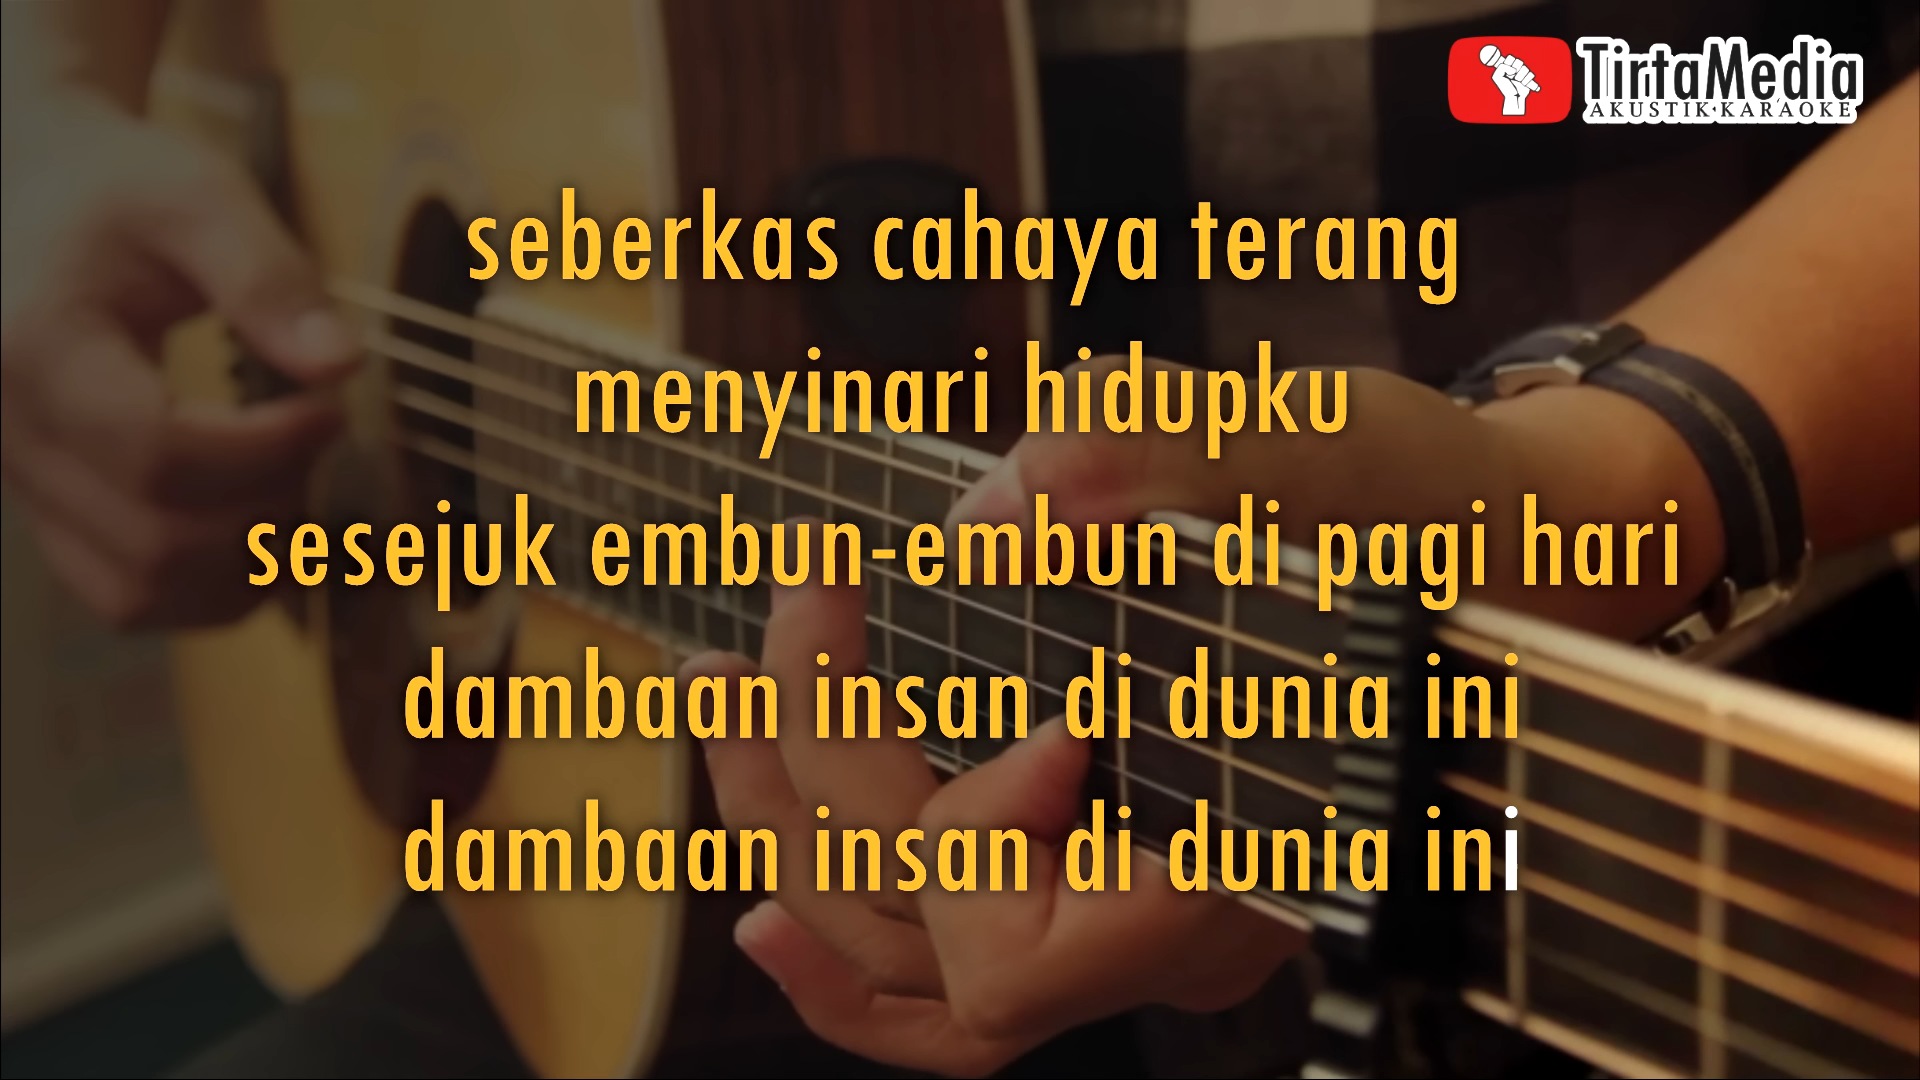 TirtaMedia
AKUSTIK KARAOKE
seberkas cahaya terang
menyinari hidupku
sesejuk embun-embun di pagi hari
dambaan insan di dunia ini
dambaan insan di dunia ini